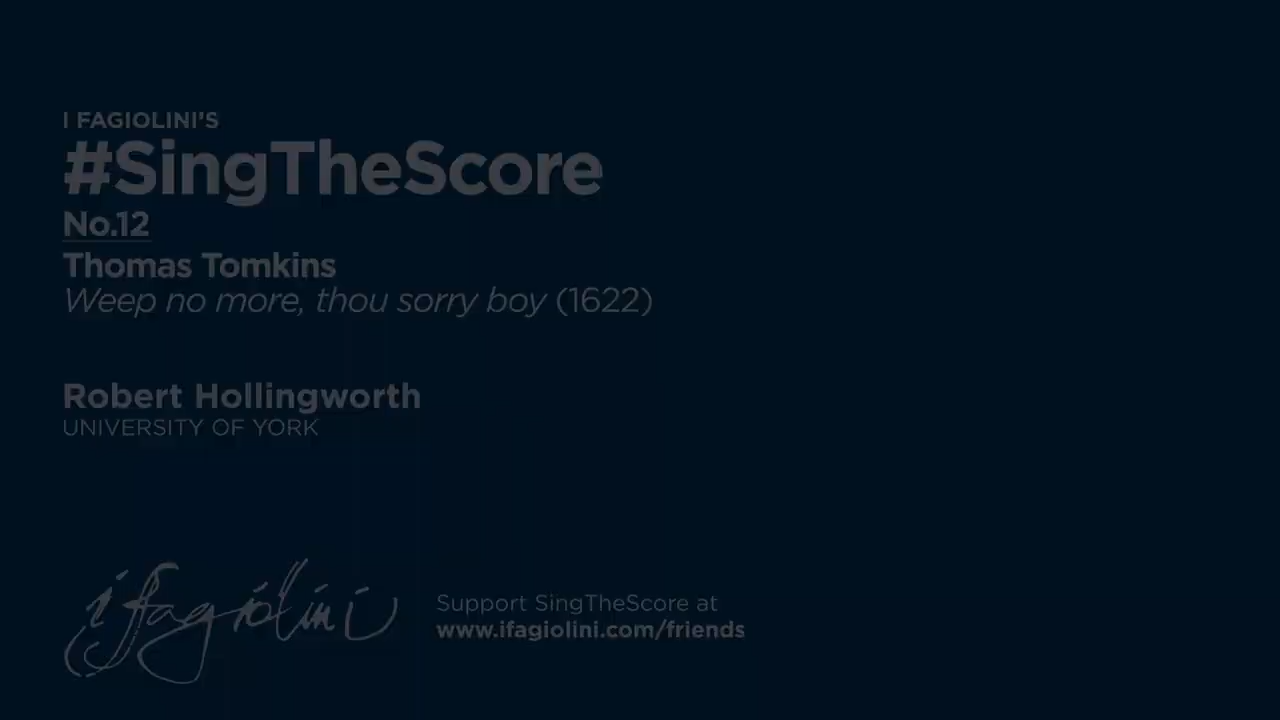 I FAGIOLINI'S
#SingTheScore
No.12
Thomas Tomkins
Weep no more, thou sorry boy (1622)
Robert Hollingworth
UNIVERSITY OF YORK
i fagiolini
Support SingTheScore at
www.ifagiolini.com/friends